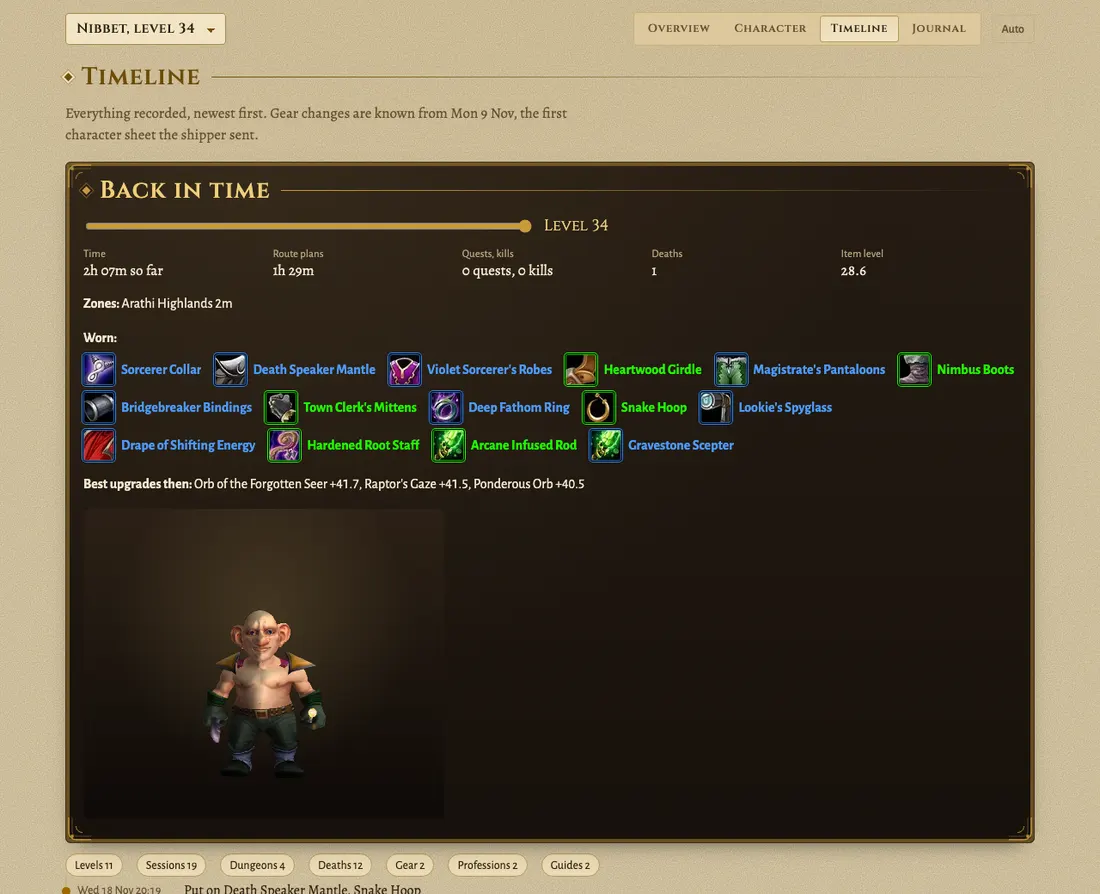 Nibbet, level 34
Overview Character Timeline Journal Auto
Timeline
Everything recorded, newest first. Gear changes are known from Mon 9 Nov, the first
character sheet the shipper sent.
Back in time
Level 34
Time Route plans Quests, kills Deaths Item level
2h 07m so far 1h 29m 0 quests, 0 kills 1 28.6
Zones: Arathi Highlands 2m
Worn:
Sorcerer Collar Death Speaker Mantle Violet Sorcerer's Robes Heartwood Girdle Magistrate's Pantaloons Nimbus Boots
Bridgebreaker Bindings Town Clerk's Mittens Deep Fathom Ring Snake Hoop Lookie's Spyglass
Drape of Shifting Energy Hardened Root Staff Arcane Infused Rod Gravestone Scepter
Best upgrades then: Orb of the Forgotten Seer +41.7, Raptor's Gaze +41.5, Ponderous Orb +40.5
Levels 11 Sessions 19 Dungeons 4 Deaths 12 Gear 2 Professions 2 Guides 2
Wed 18 Nov 20:19 Put on Death Speaker Mantle, Snake Hoop